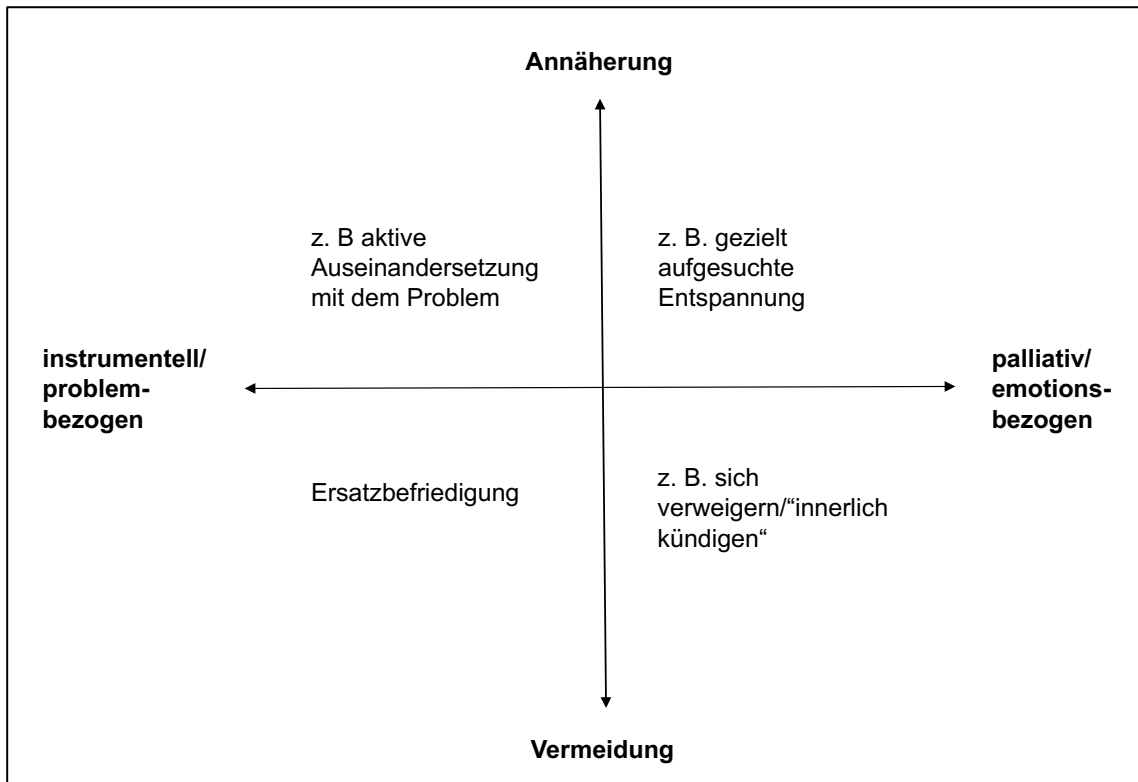 Annäherung
z. B aktive
Auseinandersetzung
mit dem Problem
z. B. gezielt
aufgesuchte
Entspannung
instrumentell/
problem-
bezogen
palliativ/
emotions-
bezogen
Ersatzbefriedigung
z. B. sich
verweigern/“innerlich
kündigen“
Vermeidung